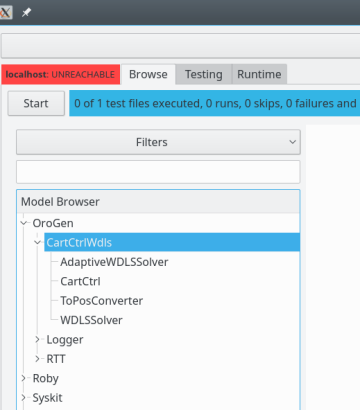 localhost: UNREACHABLE Browse Testing Runtime
Start 0 of 1 test files executed, 0 runs, 0 skips, 0 failures and
Filters
Model Browser
OroGen
CartCtrlWdls
AdaptiveWDLSSolver
CartCtrl
ToPosConverter
WDLSSolver
Logger
RTT
Roby
Syskit